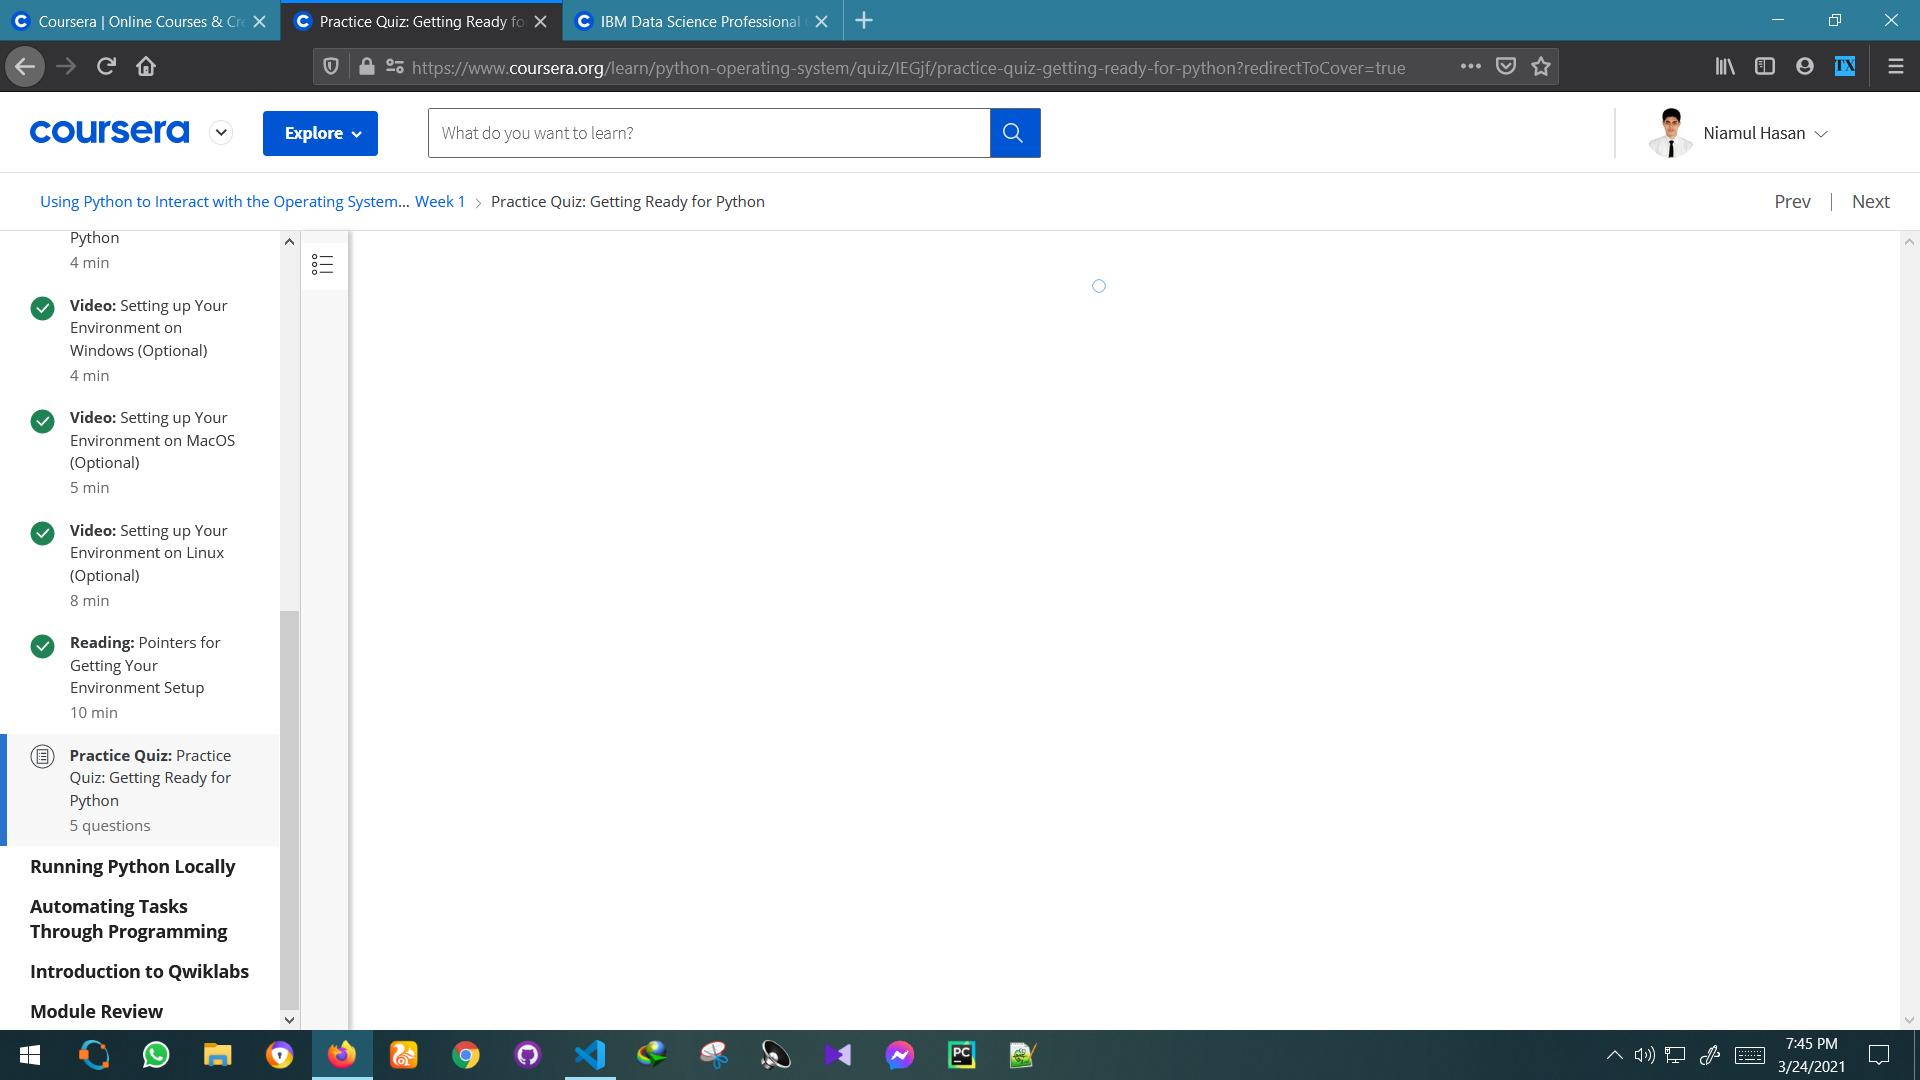 Coursera | Online Courses & Cre
Practice Quiz: Getting Ready fo
IBM Data Science Professional
https://www.coursera.org/learn/python-operating-system/quiz/IEGjf/practice-quiz-getting-ready-for-python?redirectToCover=true
TX
coursera
Explore
What do you want to learn?
Niamul Hasan
Using Python to Interact with the Operating System... Week 1 > Practice Quiz: Getting Ready for Python
Prev | Next
Python
4 min
Video: Setting up Your
Environment on
Windows (Optional)
4 min
Video: Setting up Your
Environment on MacOS
(Optional)
5 min
Video: Setting up Your
Environment on Linux
(Optional)
8 min
Reading: Pointers for
Getting Your
Environment Setup
10 min
Practice Quiz: Practice
Quiz: Getting Ready for
Python
5 questions
Running Python Locally
Automating Tasks
Through Programming
Introduction to Qwiklabs
Module Review
PC
7:45 PM
3/24/2021